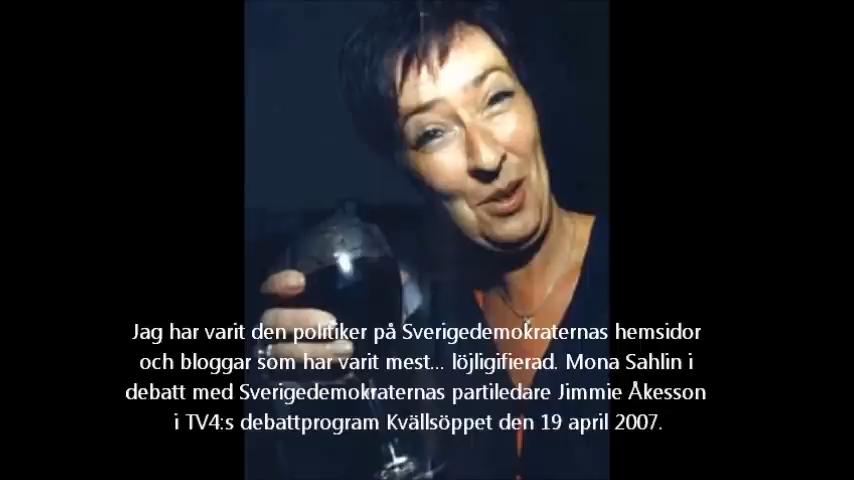 Jag har varit den politiker på Sverigedemokraternas hemsidor
och bloggar som har varit mest... löjligifierad. Mona Sahlin i
debatt med Sverigedemokraternas partiledare Jimmie Åkesson
i TV4:s debattprogram Kvällsöppet den 19 april 2007.